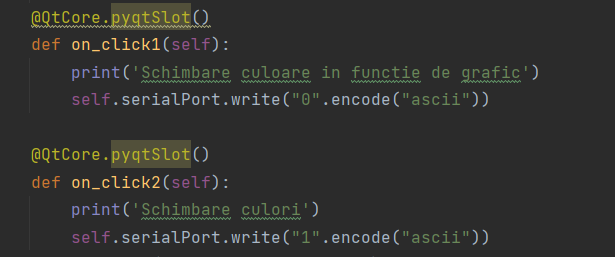 @QtCore.pyqtSlot()
def on_click1(self):
    print('Schimbare culoare in functie de grafic')
    self.serialPort.write("0".encode("ascii"))

@QtCore.pyqtSlot()
def on_click2(self):
    print('Schimbare culori')
    self.serialPort.write("1".encode("ascii"))